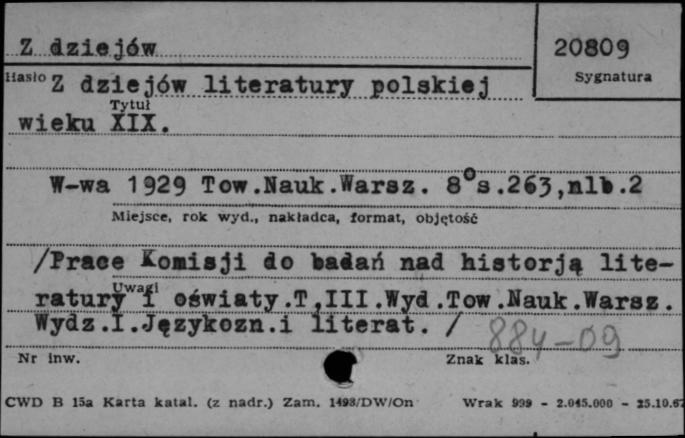 Z dziejów
20809
Hasło
Sygnatura
Z dziejów literatury polskiej
Tytuł
wieku XIX.
W-wa 1929 Tow.Nauk.Warsz. 8° s.263,nlb.2
Miejsce, rok wyd., nakładca, format, objętość
/Prace Komisji do badań nad historją lite-
Uwagi
ratury i oświaty.T.III.Wyd.Tow.Nauk.Warsz.
Wydz.I.Językozn.i literat. /
884-09
Nr inw.
Znak klas.
CWD B 15a Karta katal. (z nadr.) Zam. 1493/DW/On Wrak 999 - 2.045.000 - 25.10.67